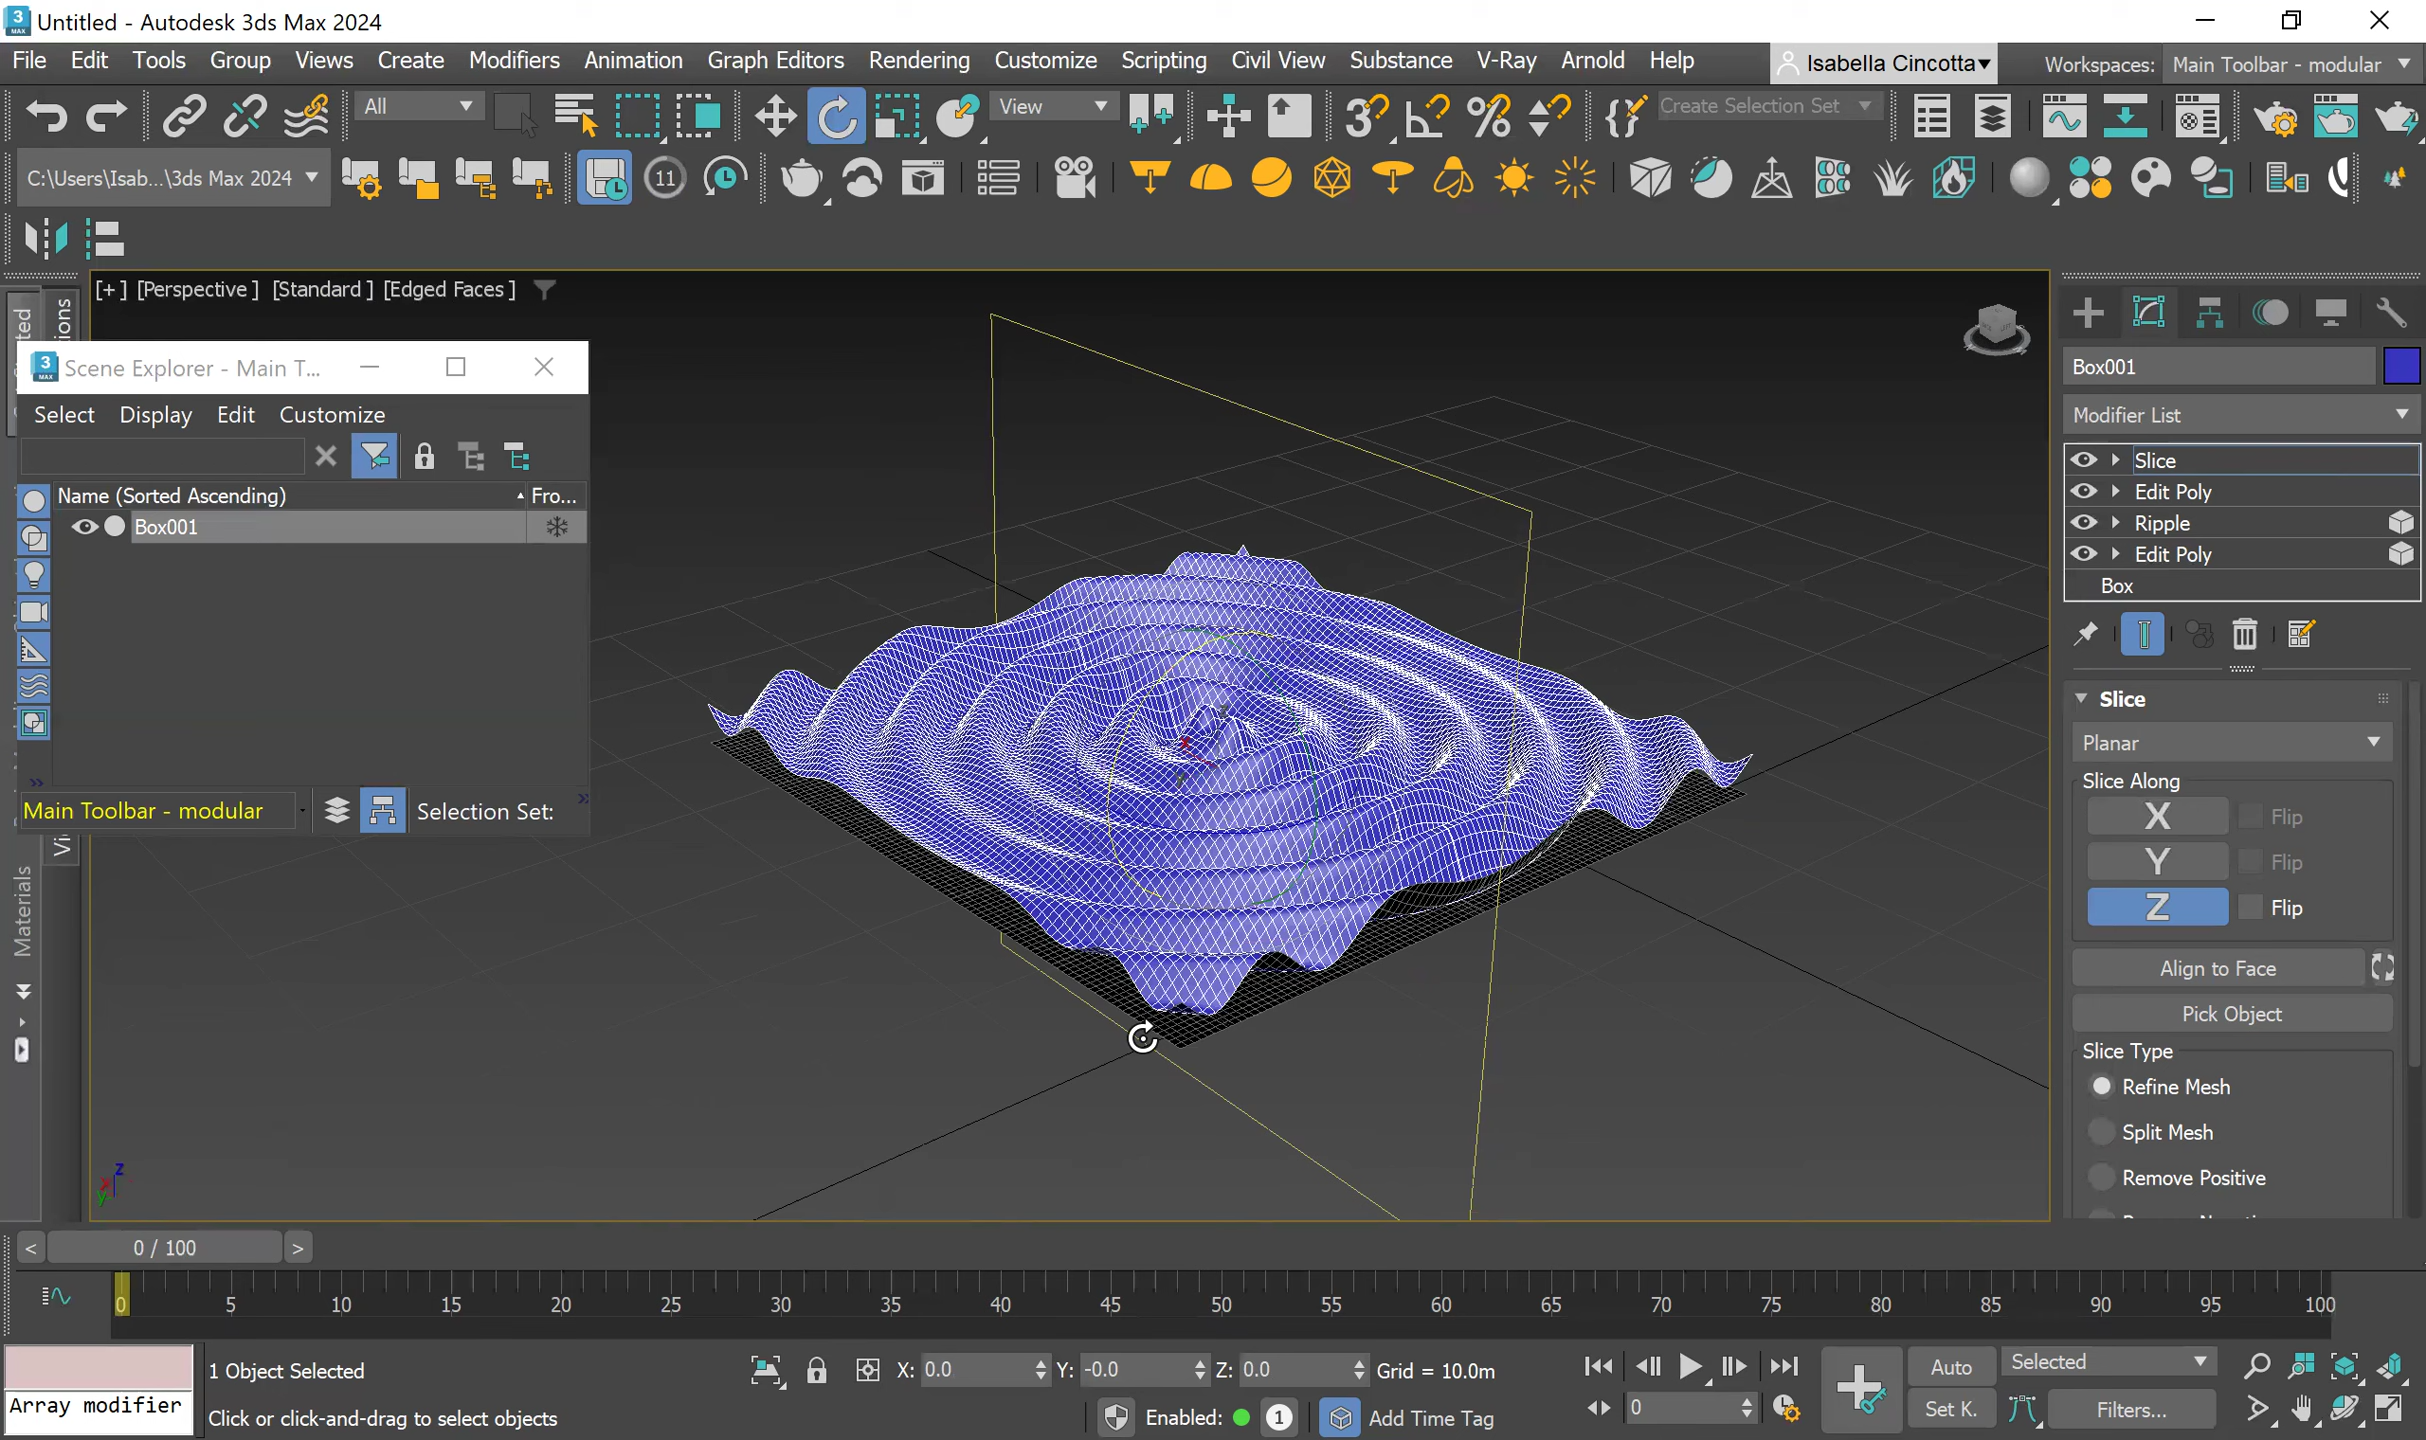 Untitled - Autodesk 3ds Max 2024
File Edit Tools Group Views Create Modifiers Animation Graph Editors Rendering Customize Scripting Civil View Substance V-Ray Arnold Help Isabella Cincotta Workspaces: Main Toolbar - modular
All View Create Selection Set
C:\Users\Isab...\3ds Max 2024 11
[+] [Perspective] [Standard] [Edged Faces]
Scene Explorer - Main T...
Select Display Edit Customize
Name (Sorted Ascending) Fro...
Box001
Main Toolbar - modular Selection Set:
Materials
Box001
Modifier List
Slice
Edit Poly
Ripple
Edit Poly
Box
Slice
Planar
Slice Along
X Flip
Y Flip
Z Flip
Align to Face
Pick Object
Slice Type
Refine Mesh
Split Mesh
Remove Positive
z
x
y
< 0 / 100 >
0 5 10 15 20 25 30 35 40 45 50 55 60 65 70 75 80 85 90 95 100
1 Object Selected X: 0.0 Y: -0.0 Z: 0.0 Grid = 10.0m Auto Selected
Array modifier Click or click-and-drag to select objects Enabled: 1 Add Time Tag 0 Set K. Filters...